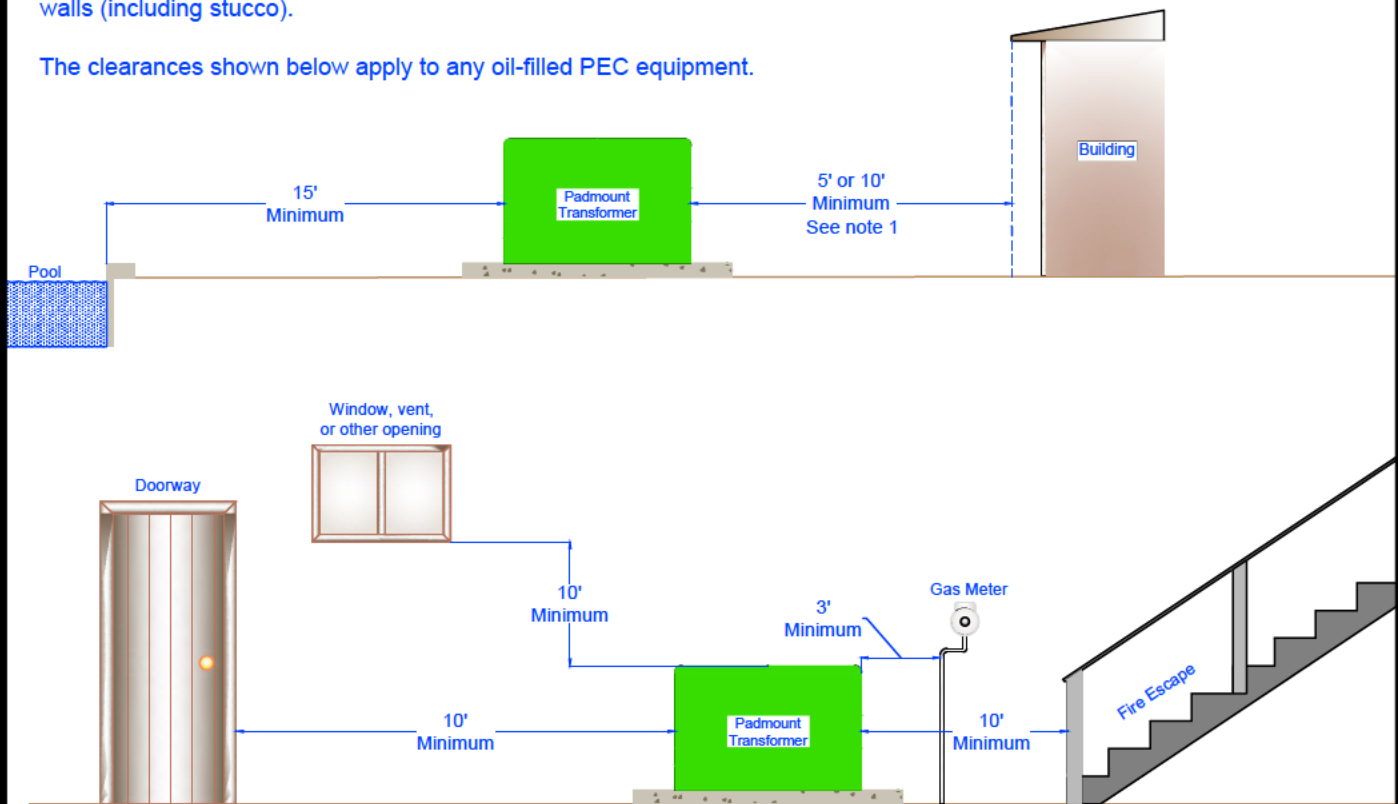 walls (including stucco).
The clearances shown below apply to any oil-filled PEC equipment.
Building
15'
Minimum
Padmount
Transformer
5' or 10'
Minimum
See note 1
Pool
Window, vent,
or other opening
Doorway
10'
Minimum
3'
Minimum
Gas Meter
Fire Escape
10'
Minimum
Padmount
Transformer
10'
Minimum